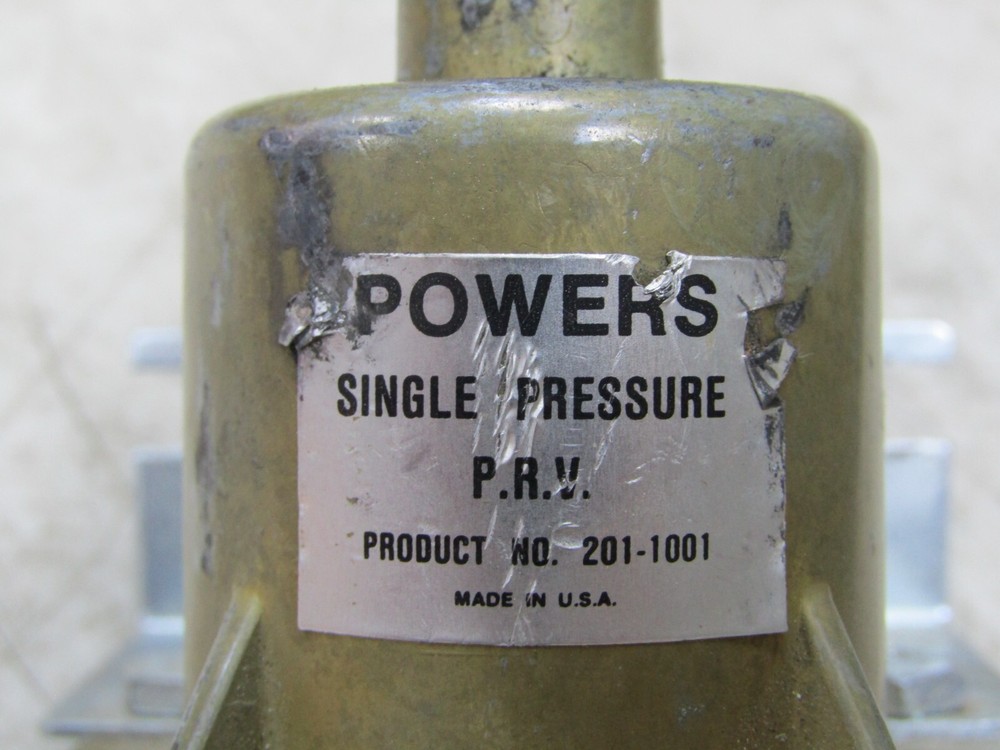 POWERS
SINGLE PRESSURE
P.R.V.
PRODUCT NO. 201-1001
MADE IN U.S.A.